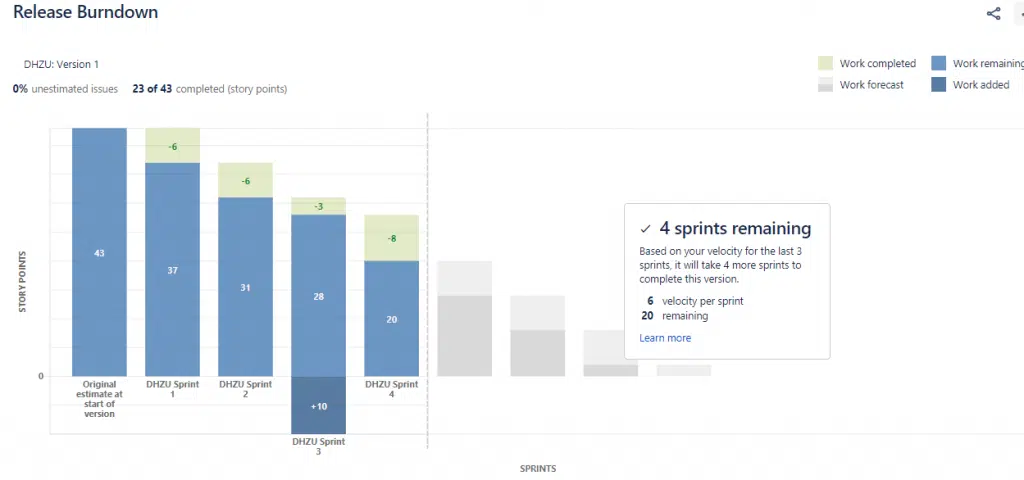 Release Burndown
DHZU: Version 1
0% unestimated issues 23 of 43 completed (story points)
Work completed Work remaining
Work forecast Work added
-6
-6
-3
-8
43
37
31
28
20
+10
STORY POINTS
0
Original
estimate at
start of
version
DHZU Sprint
1
DHZU Sprint
2
DHZU Sprint
3
DHZU Sprint
4
SPRINTS
4 sprints remaining
Based on your velocity for the last 3
sprints, it will take 4 more sprints to
complete this version.
6 velocity per sprint
20 remaining
Learn more